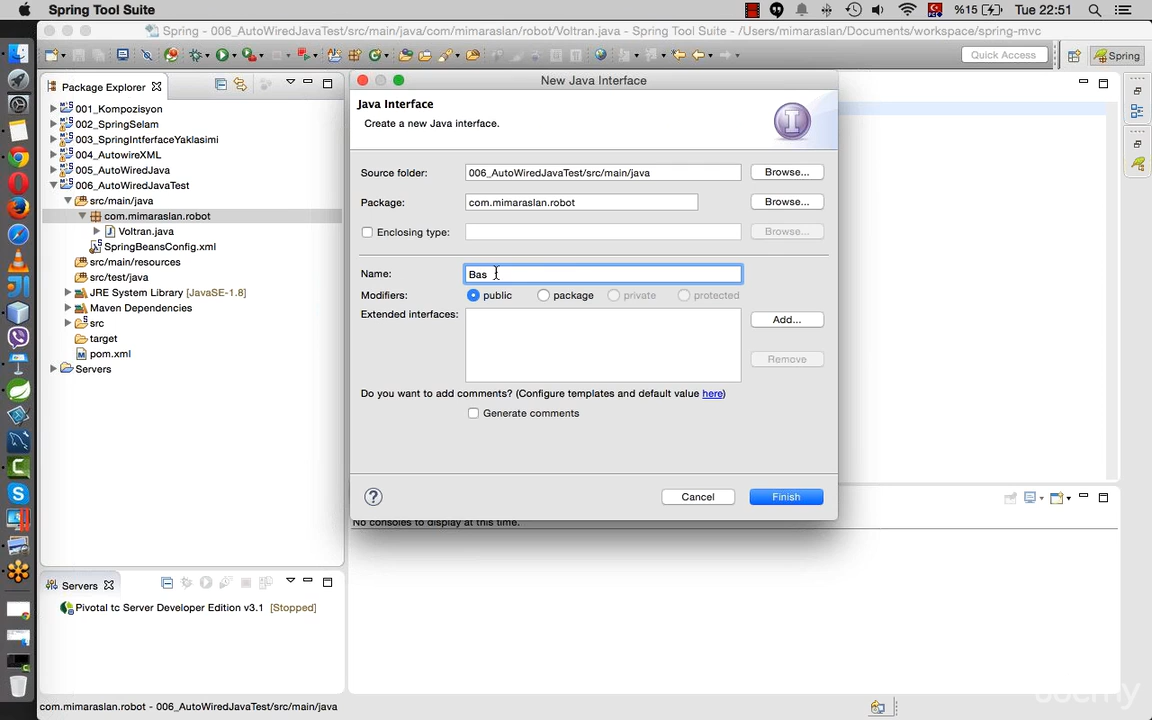 Spring Tool Suite
%15
Tue 22:51
Spring - 006_AutoWiredJavaTest/src/main/java/com/mimaraslan/robot/Voltran.java - Spring Tool Suite - /Users/mimaraslan/Documents/workspace/spring-mvc
Quick Access
Spring
Package Explorer
001_Kompozisyon
002_SpringSelam
003_SpringIntferfaceYaklasimi
004_AutowireXML
005_AutowiredJava
006_AutoWiredJavaTest
src/main/java
com.mimaraslan.robot
Voltran.java
SpringBeansConfig.xml
src/main/resources
src/test/java
JRE System Library [JavaSE-1.8]
Maven Dependencies
src
target
pom.xml
Servers
New Java Interface
Java Interface
Create a new Java interface.
Source folder:
006_AutoWiredJavaTest/src/main/java
Browse...
Package:
com.mimaraslan.robot
Browse...
Enclosing type:
Browse...
Name:
Bas
Modifiers:
public
package
private
protected
Extended interfaces:
Add...
Remove
Do you want to add comments? (Configure templates and default value here)
Generate comments
Cancel
Finish
No consoles to display at this time.
Servers
Pivotal tc Server Developer Edition v3.1 [Stopped]
com.mimaraslan.robot - 006_AutoWiredJavaTest/src/main/java
udemy